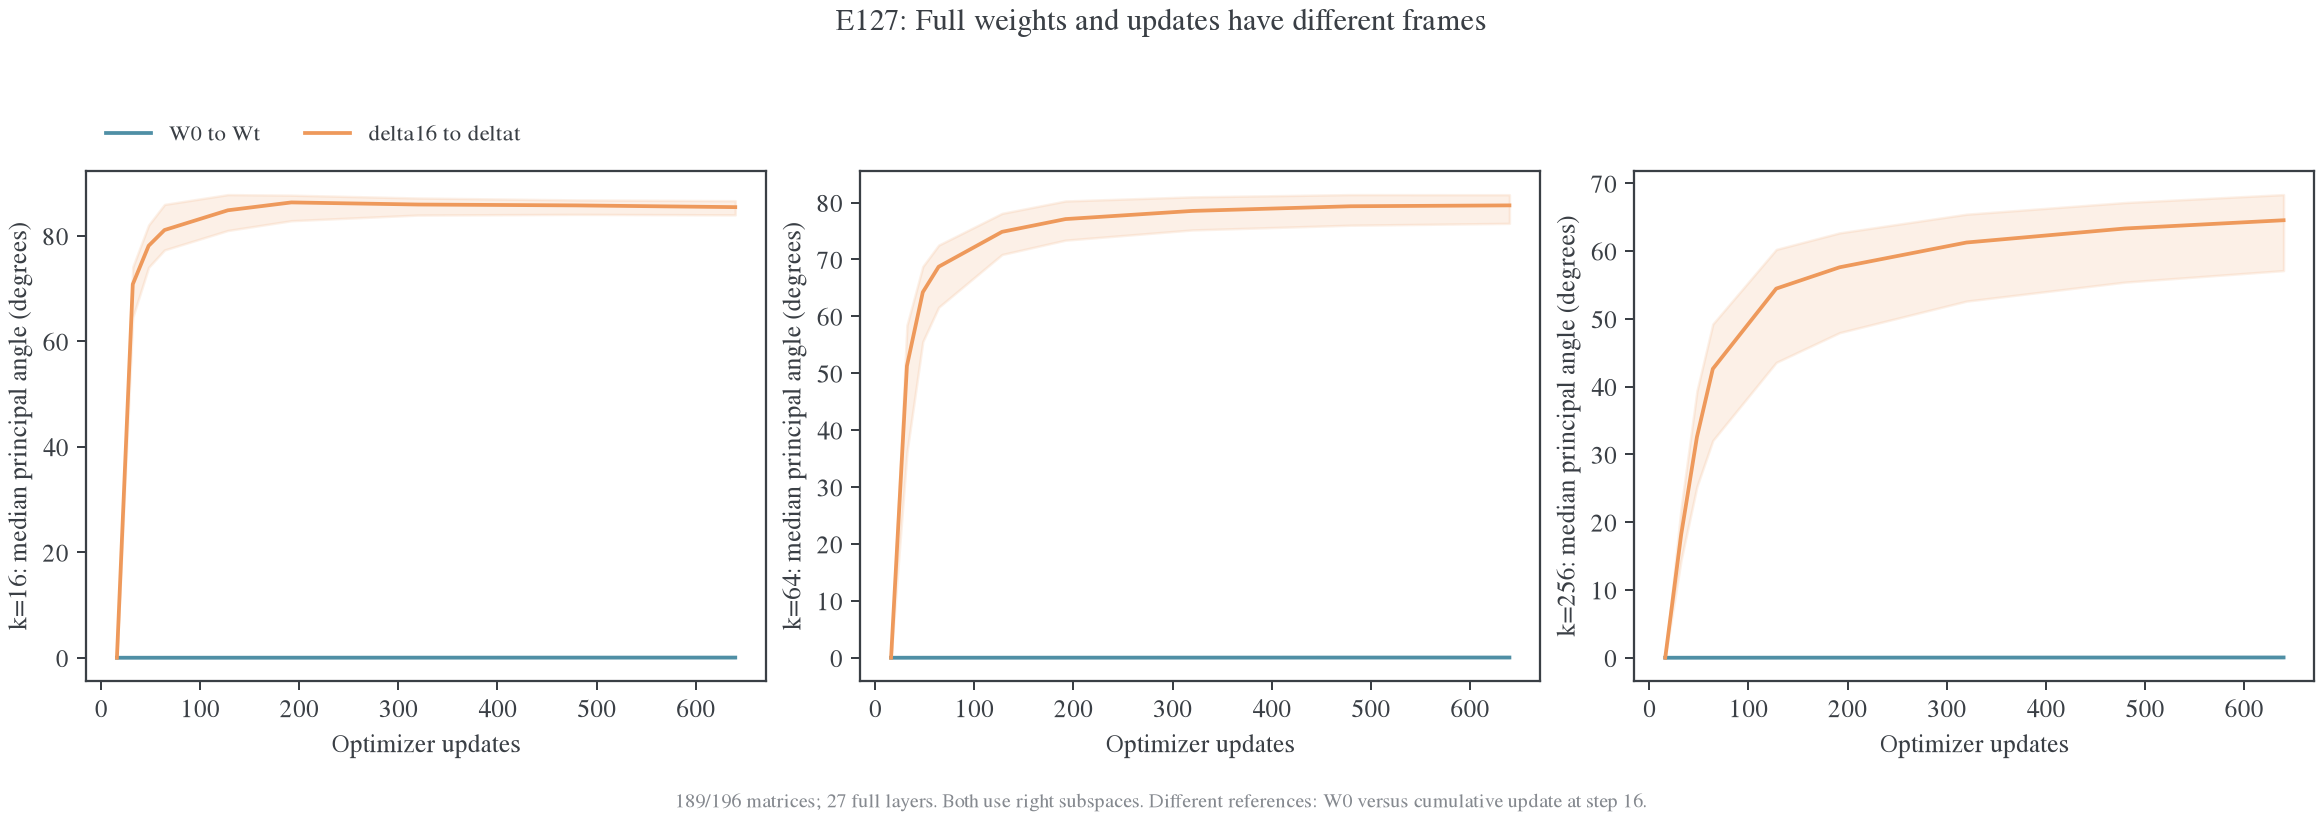 E127: Full weights and updates have different frames
W0 to Wt
delta16 to deltat
k=16: median principal angle (degrees)
80
60
40
20
0
0 100 200 300 400 500 600
Optimizer updates
k=64: median principal angle (degrees)
80
70
60
50
40
30
20
10
0
0 100 200 300 400 500 600
Optimizer updates
k=256: median principal angle (degrees)
70
60
50
40
30
20
10
0
0 100 200 300 400 500 600
Optimizer updates
189/196 matrices; 27 full layers. Both use right subspaces. Different references: W0 versus cumulative update at step 16.